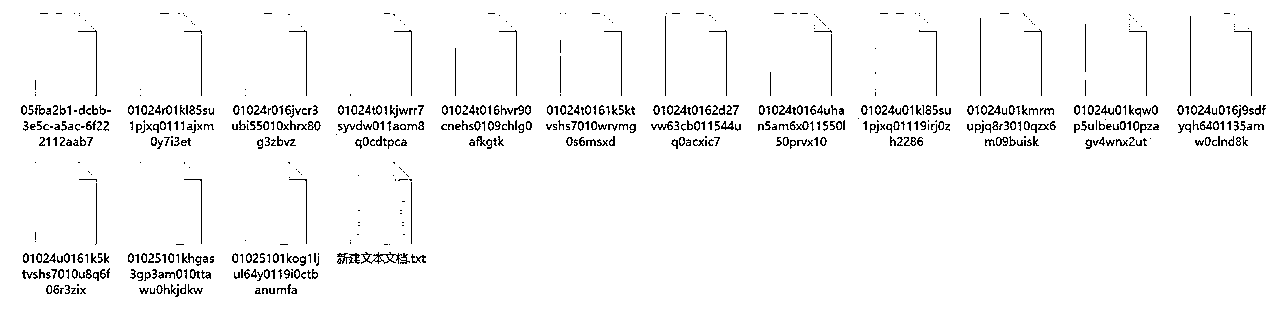 05fba2b1-dcbb-
3e5c-a5ac-6f22
2112aab7
01024r01kl85su
1pjxq0111ajxm
0y7i3et
01024r016jvcr3
ubi55010xhrx80
g3zbvz
01024t01kjwrr7
syvdw011aom8
q0cdtpca
01024t016hvr90
cnehs0109chlg0
afkgtk
01024t0161k5kt
vshs7010wrvmg
0s6msxd
01024t0162d27
vw63cb011544u
q0acxic7
01024t0164uha
n5am6x011550l
50prvx10
01024u01kl85su
1pjxq01119irj0z
h2286
01024u01kmrm
upjq8r3010qzx6
m09buisk
01024u01kqw0
p5ulbeu010pza
gv4wnx2ut
01024u016j9sdf
yqh6401135am
w0clnd8k
01024u0161k5k
tvshs7010u8q6f
06r3zix
01025101khgas
3gp3am010tta
wu0hkjdkw
01025101kog1lj
ul64y0119i0ctb
anumfa
新建文本文档.txt